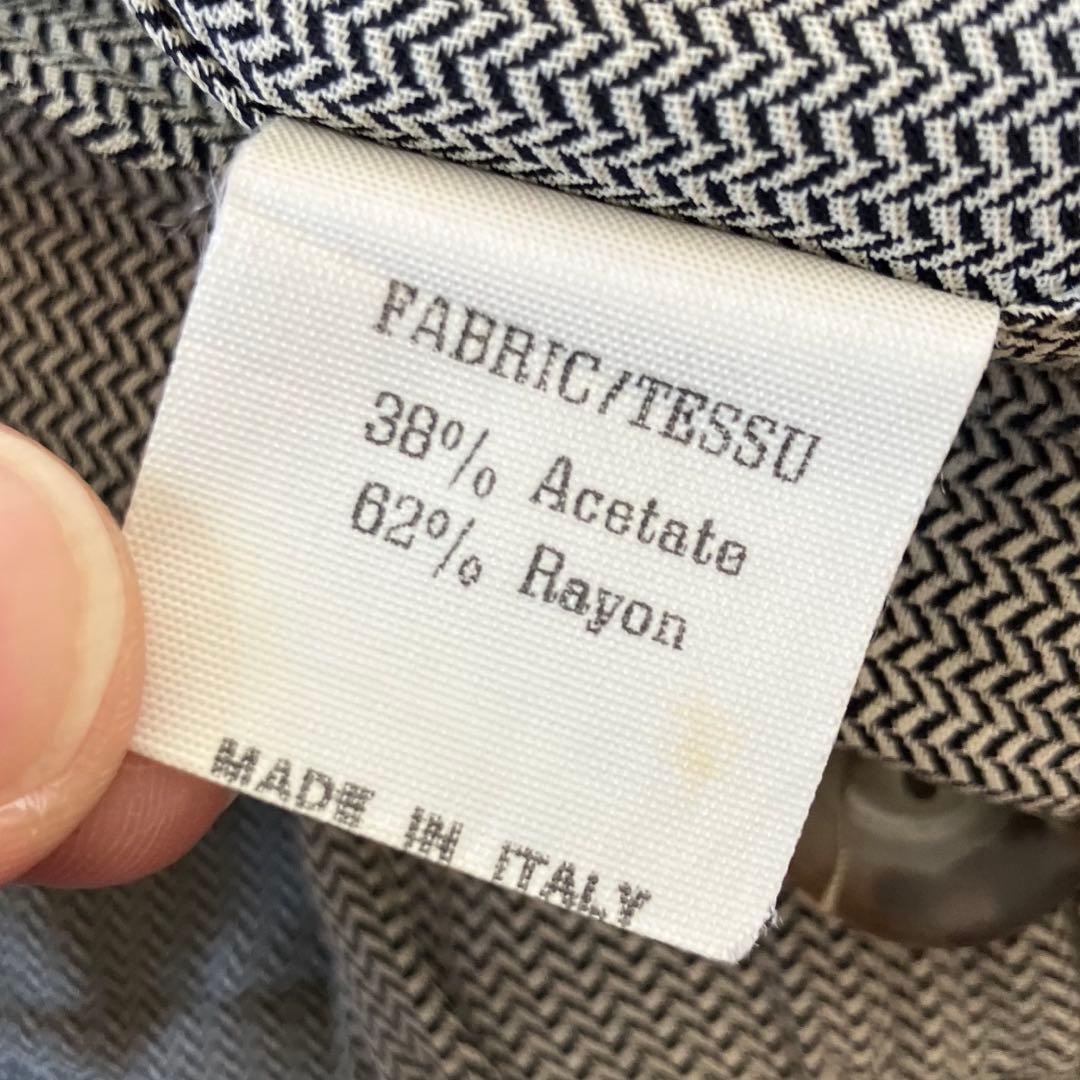 FABRIC/TESSU
38% Acetate
62% Rayon
MADE IN ITALY